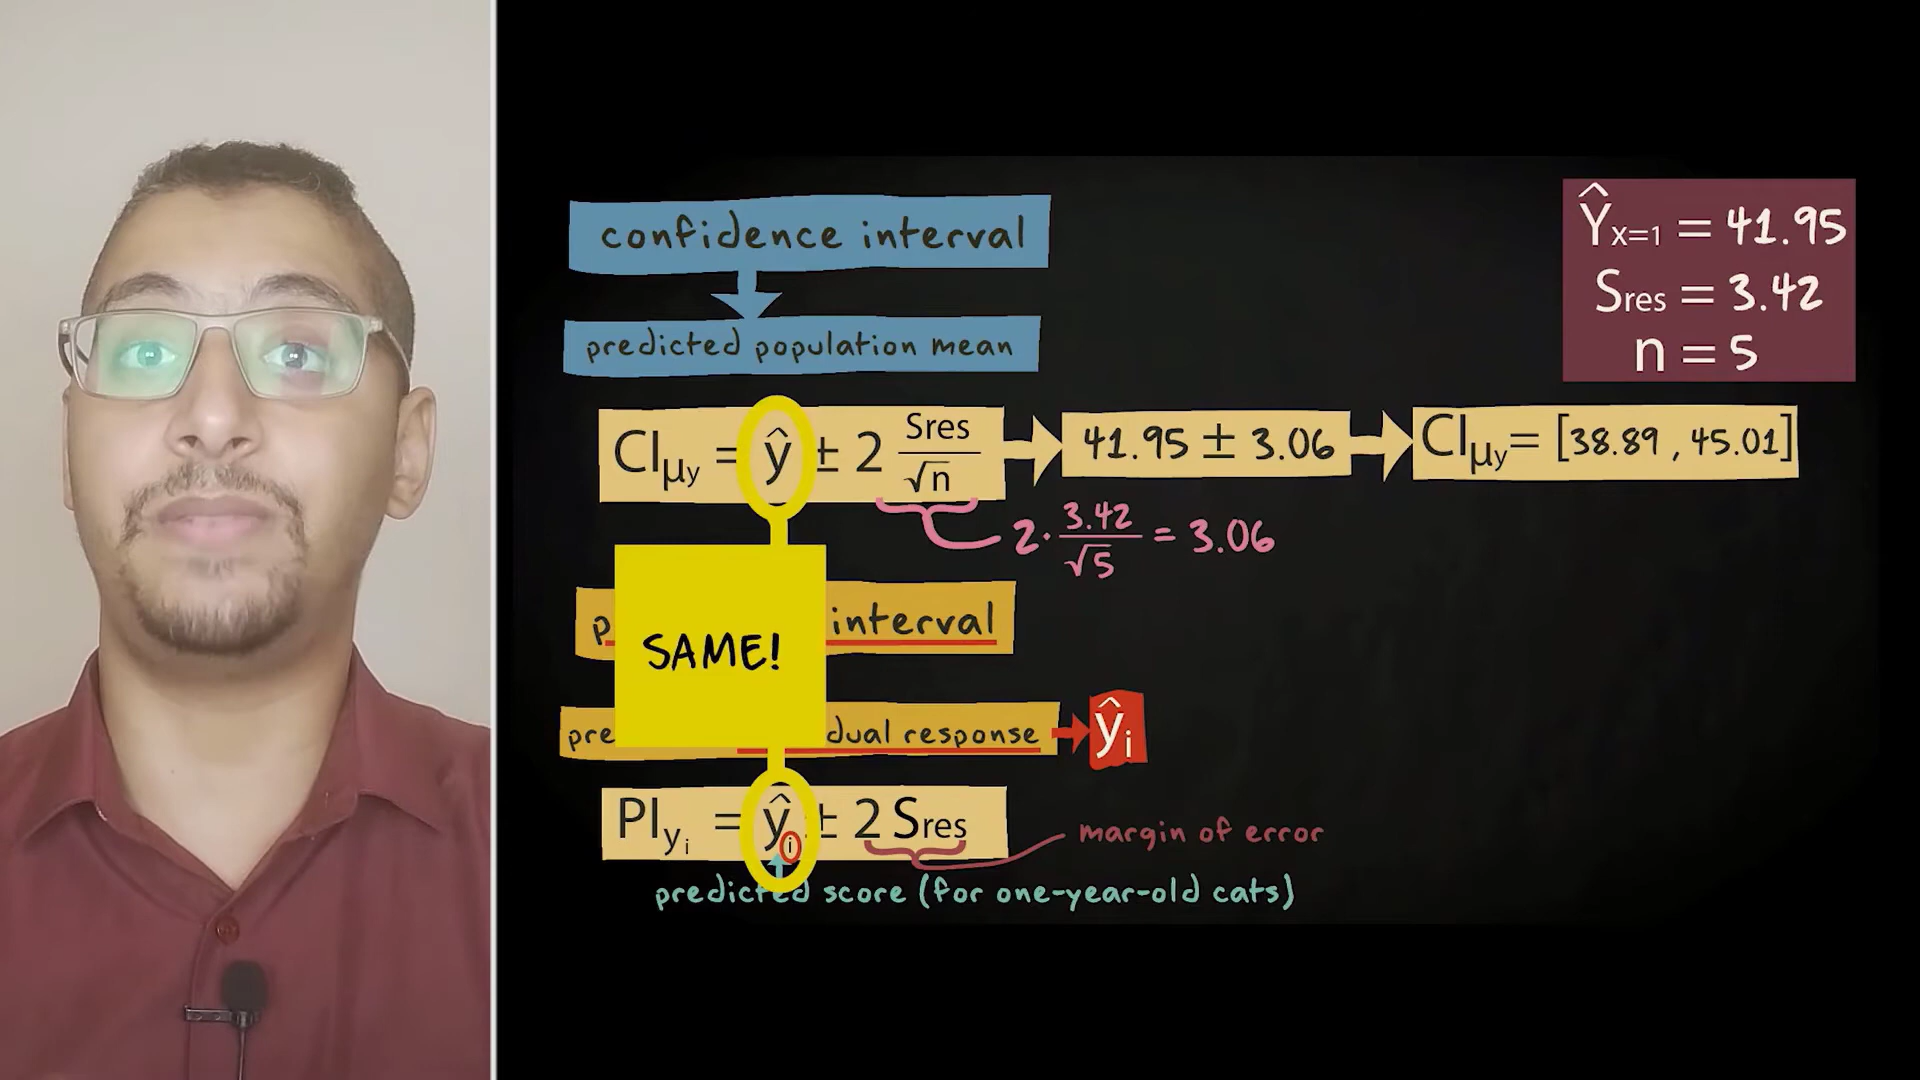 confidence interval
predicted population mean
Ŷx=1 = 41.95
Sres = 3.42
n = 5
CIμy = ŷ ± 2 Sres/√n
41.95 ± 3.06
CIμy = [38.89 , 45.01]
2 · 3.42/√5 = 3.06
interval
SAME!
dual response
ŷi
PIyi = ŷi ± 2 Sres
margin of error
predicted score (for one-year-old cats)